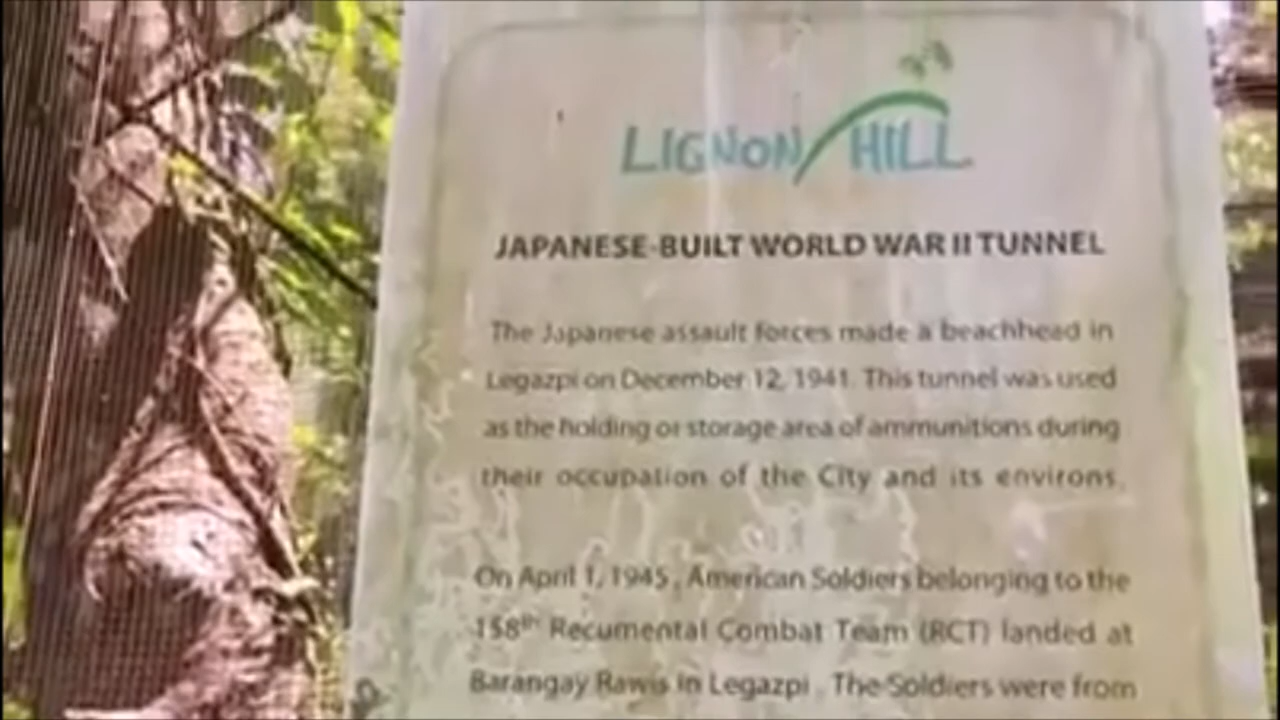 LIGNON HILL
JAPANESE-BUILT WORLD WAR II TUNNEL
The Japanese assault forces made a beachhead in
Legazpi on December 12, 1941. This tunnel was used
as the holding or storage area of ammunitions during
their occupation of the City and its environs.
On April 1, 1945, American Soldiers belonging to the
158th Recumental Combat Team (RCT) landed at
Barangay Rawis in Legazpi. The Soldiers were from